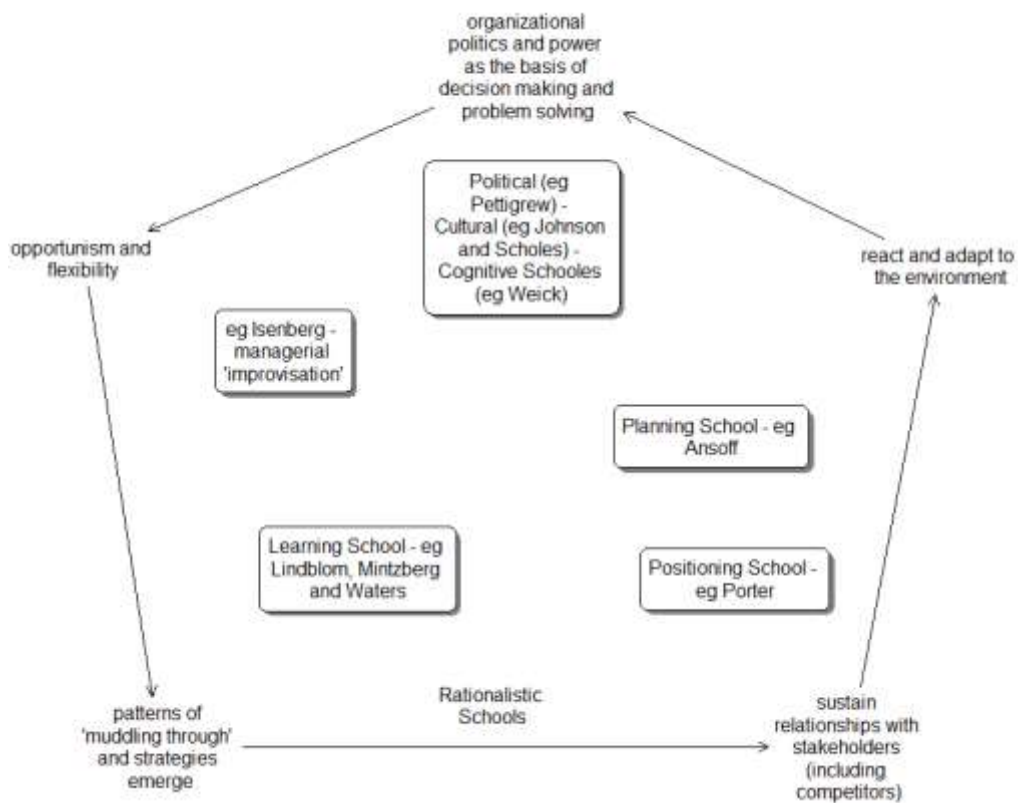 organizational
politics and power
as the basis of
decision making and
problem solving
Political (eg
Pettigrew) -
Cultural (eg Johnson
and Scholes) -
Cognitive Schooles
(eg Weick)
opportunism and
flexibility
react and adapt to
the environment
eg Isenberg -
managerial
'improvisation'
Planning School - eg
Ansoff
Learning School - eg
Lindblom, Mintzberg
and Waters
Positioning School -
eg Porter
Rationalistic
Schools
patterns of
'muddling through'
and strategies
emerge
sustain
relationships with
stakeholders
(including
competitors)